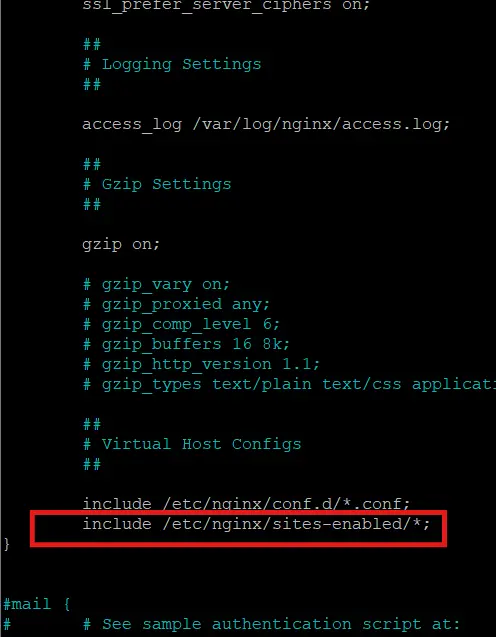 ssl_prefer_server_ciphers on;
##
# Logging Settings
##
access_log /var/log/nginx/access.log;
##
# Gzip Settings
##
gzip on;
# gzip_vary on;
# gzip_proxied any;
# gzip_comp_level 6;
# gzip_buffers 16 8k;
# gzip_http_version 1.1;
# gzip_types text/plain text/css applicati
##
# Virtual Host Configs
##
include /etc/nginx/conf.d/*.conf;
include /etc/nginx/sites-enabled/*;
}
#mail {
# # See sample authentication script at: